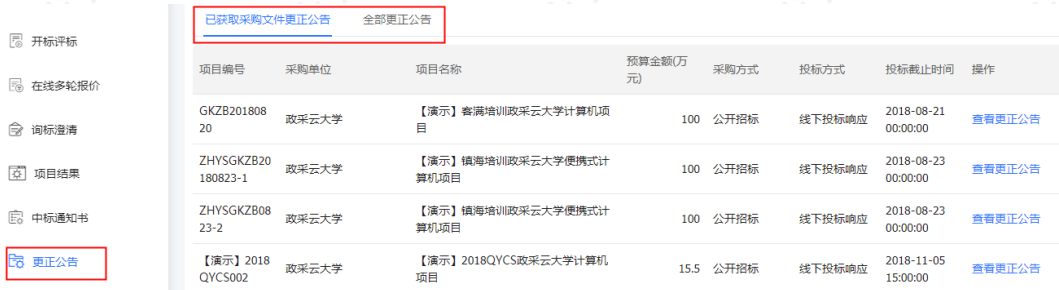 开标评标
在线多轮报价
询标澄清
项目结果
中标通知书
更正公告
已获取采购文件更正公告 全部更正公告
项目编号 采购单位 项目名称 预算金额(万
元) 采购方式 投标方式 投标截止时间 操作
GKZB201808
20 政采云大学 【演示】客满培训政采云大学计算机项
目 100 公开招标 线下投标响应 2018-08-21
00:00:00 查看更正公告
ZHYSGKZB20
180823-1 政采云大学 【演示】镇海培训政采云大学便携式计
算机项目 100 公开招标 线下投标响应 2018-08-23
00:00:00 查看更正公告
ZHYSGKZB08
23-2 政采云大学 【演示】镇海培训政采云大学便携式计
算机项目 100 公开招标 线下投标响应 2018-08-23
00:00:00 查看更正公告
【演示】2018
QYCS002 政采云大学 【演示】2018QYCS政采云大学计算机
项目 15.5 公开招标 线下投标响应 2018-11-05
15:00:00 查看更正公告